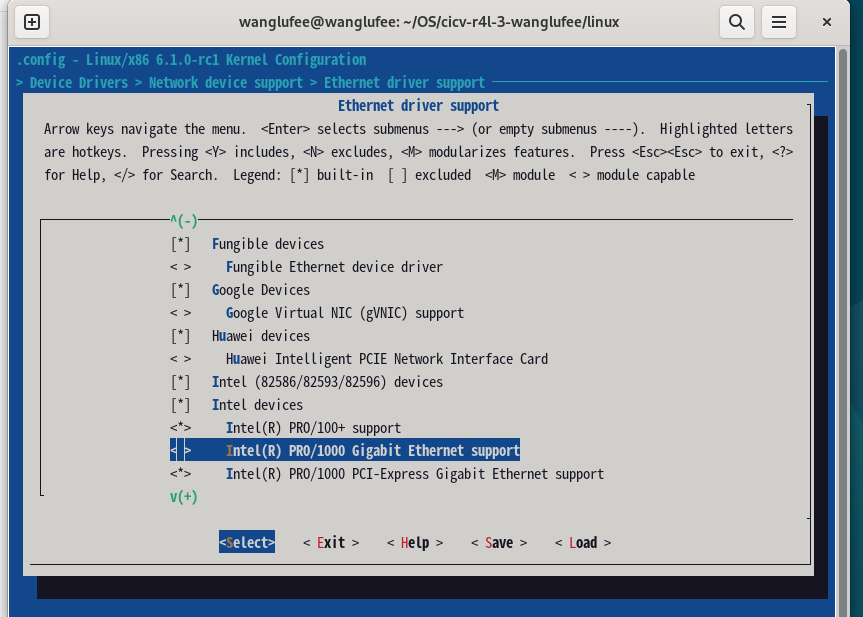 wanglufee@wanglufee: ~/OS/cicv-r4l-3-wanglufee/linux
.config - Linux/x86 6.1.0-rc1 Kernel Configuration
> Device Drivers > Network device support > Ethernet driver support
Ethernet driver support
Arrow keys navigate the menu.  <Enter> selects submenus ---> (or empty submenus ----).  Highlighted letters
are hotkeys.  Pressing <Y> includes, <N> excludes, <M> modularizes features.  Press <Esc><Esc> to exit, <?>
for Help, </> for Search.  Legend: [*] built-in  [ ] excluded  <M> module  < > module capable
^(-)
[*]   Fungible devices
< >     Fungible Ethernet device driver
[*]   Google Devices
< >     Google Virtual NIC (gVNIC) support
[*]   Huawei devices
< >     Huawei Intelligent PCIE Network Interface Card
[*]   Intel (82586/82593/82596) devices
[*]   Intel devices
<*>     Intel(R) PRO/100+ support
< >     Intel(R) PRO/1000 Gigabit Ethernet support
<*>     Intel(R) PRO/1000 PCI-Express Gigabit Ethernet support
v(+)
<Select>    < Exit >    < Help >    < Save >    < Load >